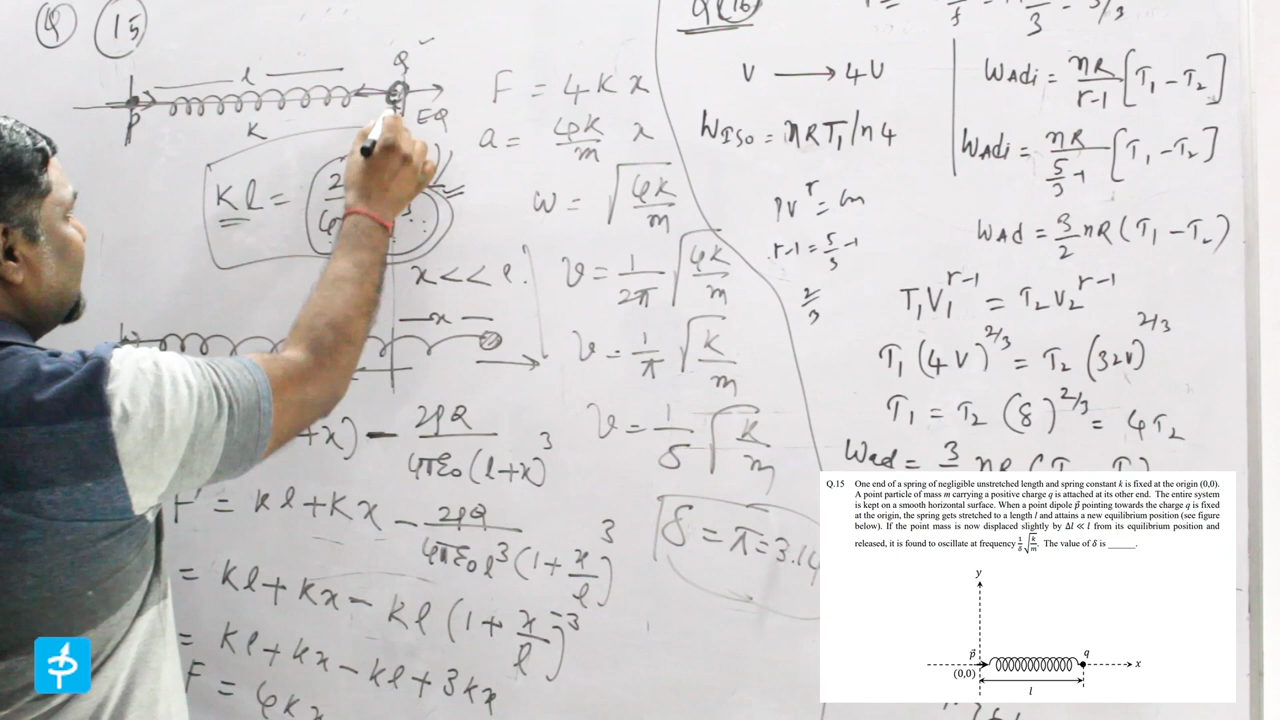 Q 15
l
Q
P
K
EQ
Kl =
x << l
x
+x) - 2PQ / 4πε₀(l+x)³
F = Kl + Kx - 2PQ / 4πε₀l³(1 + x/l)³
= Kl + Kx - Kl (1 + x/l)⁻³
= Kl + Kx - Kl + 3Kx
F = 4Kx
F = 4Kx
a = 4K/m x
ω = √(4K/m)
ν = 1/2π √(4K/m)
ν = 1/π √(K/m)
ν = 1/δ √(K/m)
δ = π = 3.14
Q 16
V → 4V
W_ISO = nRT₁ ln 4
PV^r =
r-1 = 5/3 -1
2/3
W_Adi = nR/(r-1) [T₁ - T₂]
W_Adi = nR/(5/3 -1) [T₁ - T₂]
W_Ad = 3/2 nR (T₁ - T₂)
T₁V₁^(r-1) = T₂V₂^(r-1)
T₁ (4V)^(2/3) = T₂ (32V)^(2/3)
T₁ = T₂ (8)^(2/3) = 4T₂
Wad = 3
Q.15 One end of a spring of negligible unstretched length and spring constant k is fixed at the origin (0,0).
A point particle of mass m carrying a positive charge q is attached at its other end. The entire system
is kept on a smooth horizontal surface. When a point dipole p⃗ pointing towards the charge q is fixed
at the origin, the spring gets stretched to a length l and attains a new equilibrium position (see figure
below). If the point mass is now displaced slightly by Δl ≪ l from its equilibrium position and
released, it is found to oscillate at frequency 1/δ √(k/m). The value of δ is ______.
y
p⃗
q
x
(0,0)
l